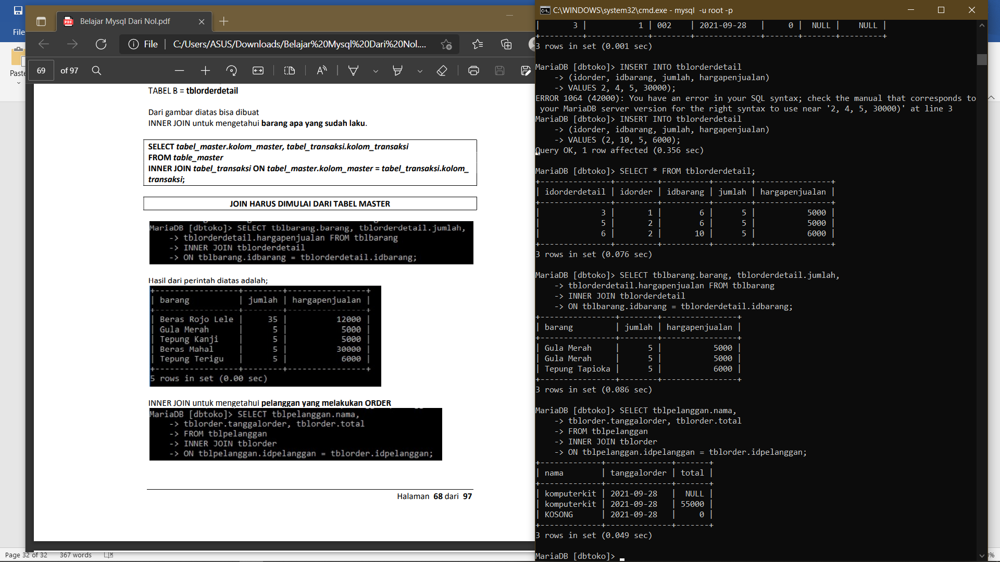 File
Paste
Belajar Mysql Dari Nol.pdf
File | C:/Users/ASUS/Downloads/Belajar%20Mysql%20Dari%20Nol....
69 of 97
TABEL B = tblorderdetail
Dari gambar diatas bisa dibuat
INNER JOIN untuk mengetahui barang apa yang sudah laku.
SELECT tabel_master.kolom_master, tabel_transaksi.kolom_transaksi
FROM table_master
INNER JOIN tabel_transaksi ON tabel_master.kolom_master = tabel_transaksi.kolom_
transaksi;
JOIN HARUS DIMULAI DARI TABEL MASTER
MariaDB [dbtoko]> SELECT tblbarang.barang, tblorderdetail.jumlah,
-> tblorderdetail.hargapenjualan FROM tblbarang
-> INNER JOIN tblorderdetail
-> ON tblbarang.idbarang = tblorderdetail.idbarang;
Hasil dari perintah diatas adalah;
+-----------------+--------+----------------+
| barang | jumlah | hargapenjualan |
+-----------------+--------+----------------+
| Beras Rojo Lele | 35 | 12000 |
| Gula Merah | 5 | 5000 |
| Tepung Kanji | 5 | 5000 |
| Beras Mahal | 5 | 30000 |
| Tepung Terigu | 5 | 6000 |
+-----------------+--------+----------------+
5 rows in set (0.00 sec)
INNER JOIN untuk mengetahui pelanggan yang melakukan ORDER
MariaDB [dbtoko]> SELECT tblpelanggan.nama,
-> tblorder.tanggalorder, tblorder.total
-> FROM tblpelanggan
-> INNER JOIN tblorder
-> ON tblpelanggan.idpelanggan = tblorder.idpelanggan;
Halaman 68 dari 97
Page 32 of 32 367 words
C:\WINDOWS\system32\cmd.exe - mysql -u root -p
| 3 | 1 | 002 | 2021-09-28 | 0 | NULL | NULL |
+---------+-------------+--------+--------------+-------+-------+---------+
3 rows in set (0.001 sec)
MariaDB [dbtoko]> INSERT INTO tblorderdetail
-> (idorder, idbarang, jumlah, hargapenjualan)
-> VALUES 2, 4, 5, 30000);
ERROR 1064 (42000): You have an error in your SQL syntax; check the manual that corresponds to
your MariaDB server version for the right syntax to use near '2, 4, 5, 30000)' at line 3
MariaDB [dbtoko]> INSERT INTO tblorderdetail
-> (idorder, idbarang, jumlah, hargapenjualan)
-> VALUES (2, 10, 5, 6000);
Query OK, 1 row affected (0.356 sec)
MariaDB [dbtoko]> SELECT * FROM tblorderdetail;
+---------------+---------+----------+--------+----------------+
| idorderdetail | idorder | idbarang | jumlah | hargapenjualan |
+---------------+---------+----------+--------+----------------+
| 3 | 1 | 6 | 5 | 5000 |
| 5 | 2 | 6 | 5 | 5000 |
| 6 | 2 | 10 | 5 | 6000 |
+---------------+---------+----------+--------+----------------+
3 rows in set (0.076 sec)
MariaDB [dbtoko]> SELECT tblbarang.barang, tblorderdetail.jumlah,
-> tblorderdetail.hargapenjualan FROM tblbarang
-> INNER JOIN tblorderdetail
-> ON tblbarang.idbarang = tblorderdetail.idbarang;
+----------------+--------+----------------+
| barang | jumlah | hargapenjualan |
+----------------+--------+----------------+
| Gula Merah | 5 | 5000 |
| Gula Merah | 5 | 5000 |
| Tepung Tapioka | 5 | 6000 |
+----------------+--------+----------------+
3 rows in set (0.086 sec)
MariaDB [dbtoko]> SELECT tblpelanggan.nama,
-> tblorder.tanggalorder, tblorder.total
-> FROM tblpelanggan
-> INNER JOIN tblorder
-> ON tblpelanggan.idpelanggan = tblorder.idpelanggan;
+-------------+--------------+-------+
| nama | tanggalorder | total |
+-------------+--------------+-------+
| komputerkit | 2021-09-28 | NULL |
| komputerkit | 2021-09-28 | 55000 |
| KOSONG | 2021-09-28 | 0 |
+-------------+--------------+-------+
3 rows in set (0.049 sec)
MariaDB [dbtoko]>